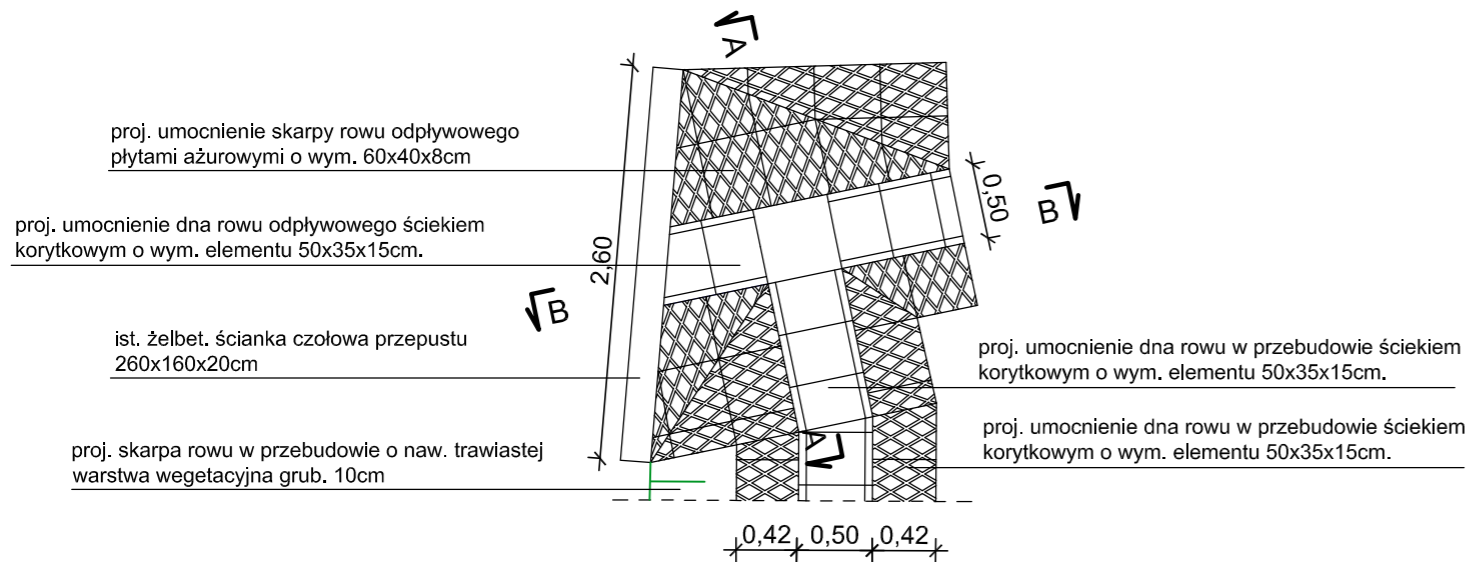 A
proj. umocnienie skarpy rowu odpływowego
płytami ażurowymi o wym. 60x40x8cm
proj. umocnienie dna rowu odpływowego ściekiem
korytkowym o wym. elementu 50x35x15cm.
2,60
0,50
B
B
ist. żelbet. ścianka czołowa przepustu
260x160x20cm
proj. umocnienie dna rowu w przebudowie ściekiem
korytkowym o wym. elementu 50x35x15cm.
proj. skarpa rowu w przebudowie o naw. trawiastej
warstwa wegetacyjna grub. 10cm
A
proj. umocnienie dna rowu w przebudowie ściekiem
korytkowym o wym. elementu 50x35x15cm.
0,42 0,50 0,42